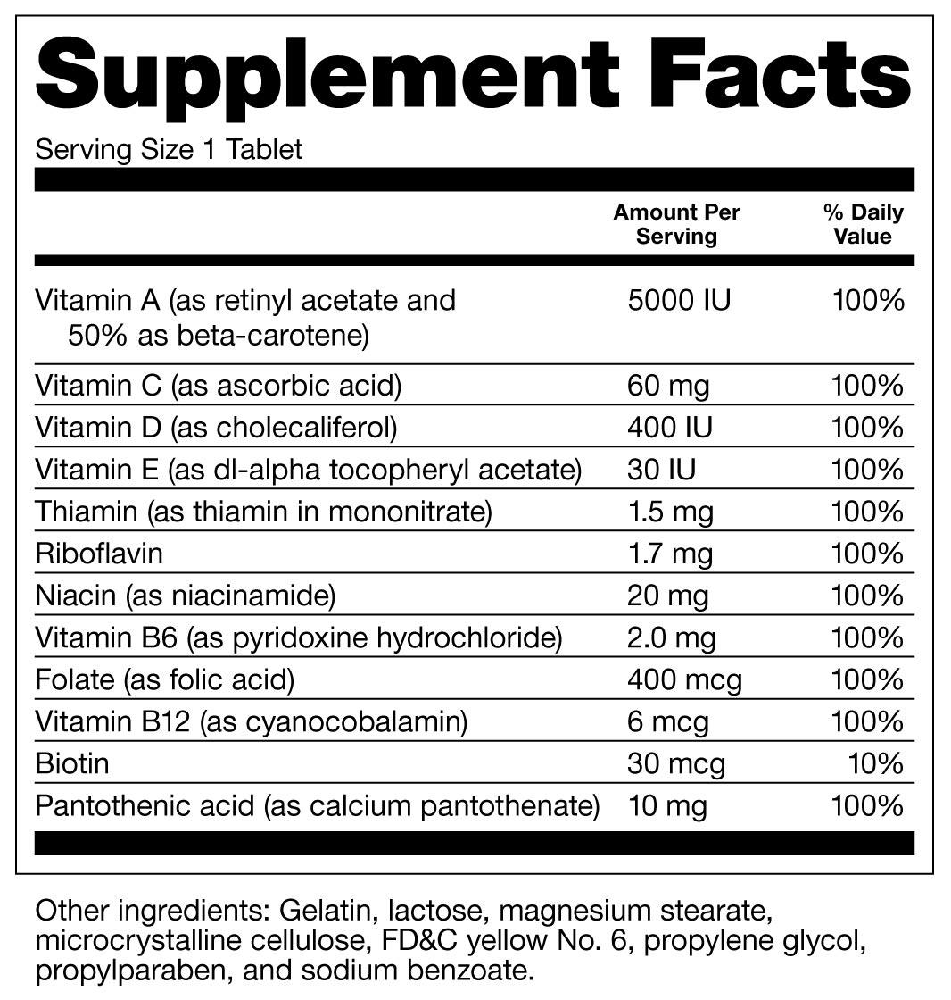 Supplement Facts
Serving Size 1 Tablet
Amount Per % Daily
Serving Value
Vitamin A (as retinyl acetate and 5000 IU 100%
50% as beta-carotene)
Vitamin C (as ascorbic acid) 60 mg 100%
Vitamin D (as cholecaliferol) 400 IU 100%
Vitamin E (as dl-alpha tocopheryl acetate) 30 IU 100%
Thiamin (as thiamin in mononitrate) 1.5 mg 100%
Riboflavin 1.7 mg 100%
Niacin (as niacinamide) 20 mg 100%
Vitamin B6 (as pyridoxine hydrochloride) 2.0 mg 100%
Folate (as folic acid) 400 mcg 100%
Vitamin B12 (as cyanocobalamin) 6 mcg 100%
Biotin 30 mcg 10%
Pantothenic acid (as calcium pantothenate) 10 mg 100%
Other ingredients: Gelatin, lactose, magnesium stearate,
microcrystalline cellulose, FD&C yellow No. 6, propylene glycol,
propylparaben, and sodium benzoate.